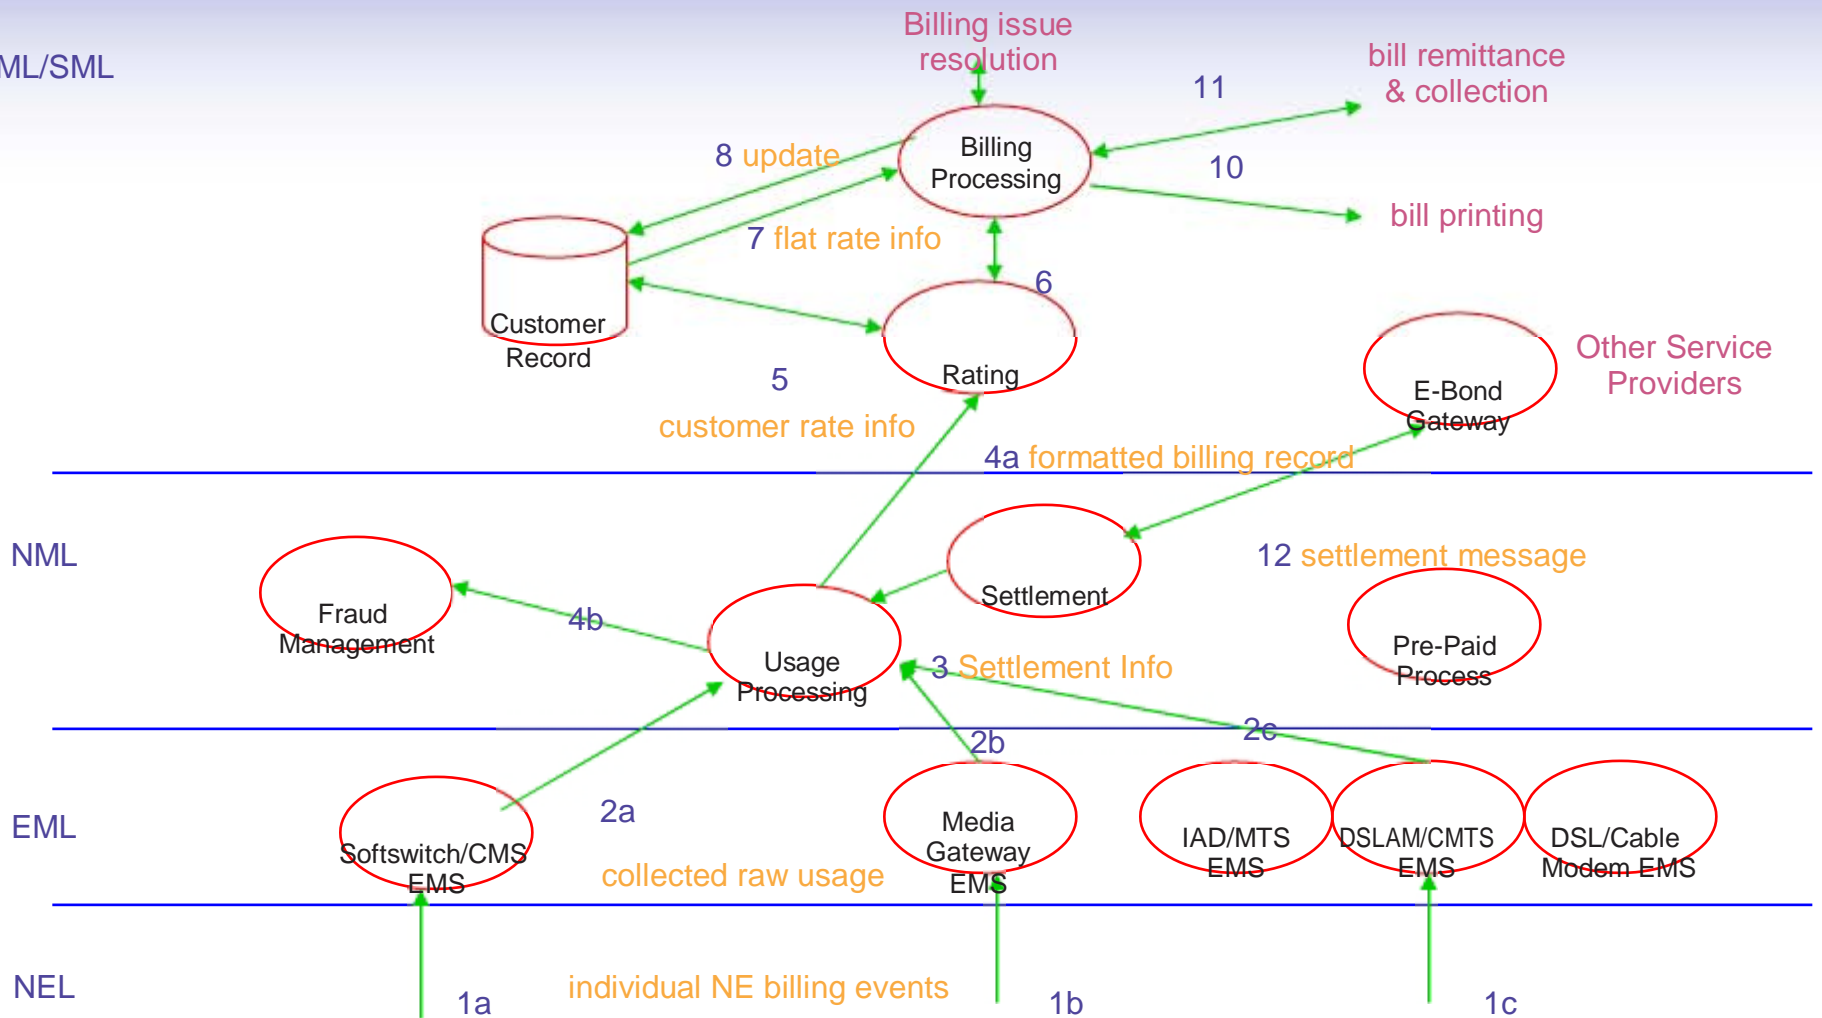 Billing issue
resolution
ML/SML
bill remittance
& collection
11
8 update
Billing
Processing
10
bill printing
7 flat rate info
6
Customer
Record
Rating
Other Service
Providers
5
E-Bond
Gateway
customer rate info
4a formatted billing record
NML
12 settlement message
Settlement
Fraud
Management
4b
Usage
Processing
3 Settlement Info
Pre-Paid
Process
2b
2c
EML
2a
Softswitch/CMS
EMS
collected raw usage
Media
Gateway
EMS
IAD/MTS
EMS
DSLAM/CMTS
EMS
DSL/Cable
Modem EMS
NEL
individual NE billing events
1a
1b
1c